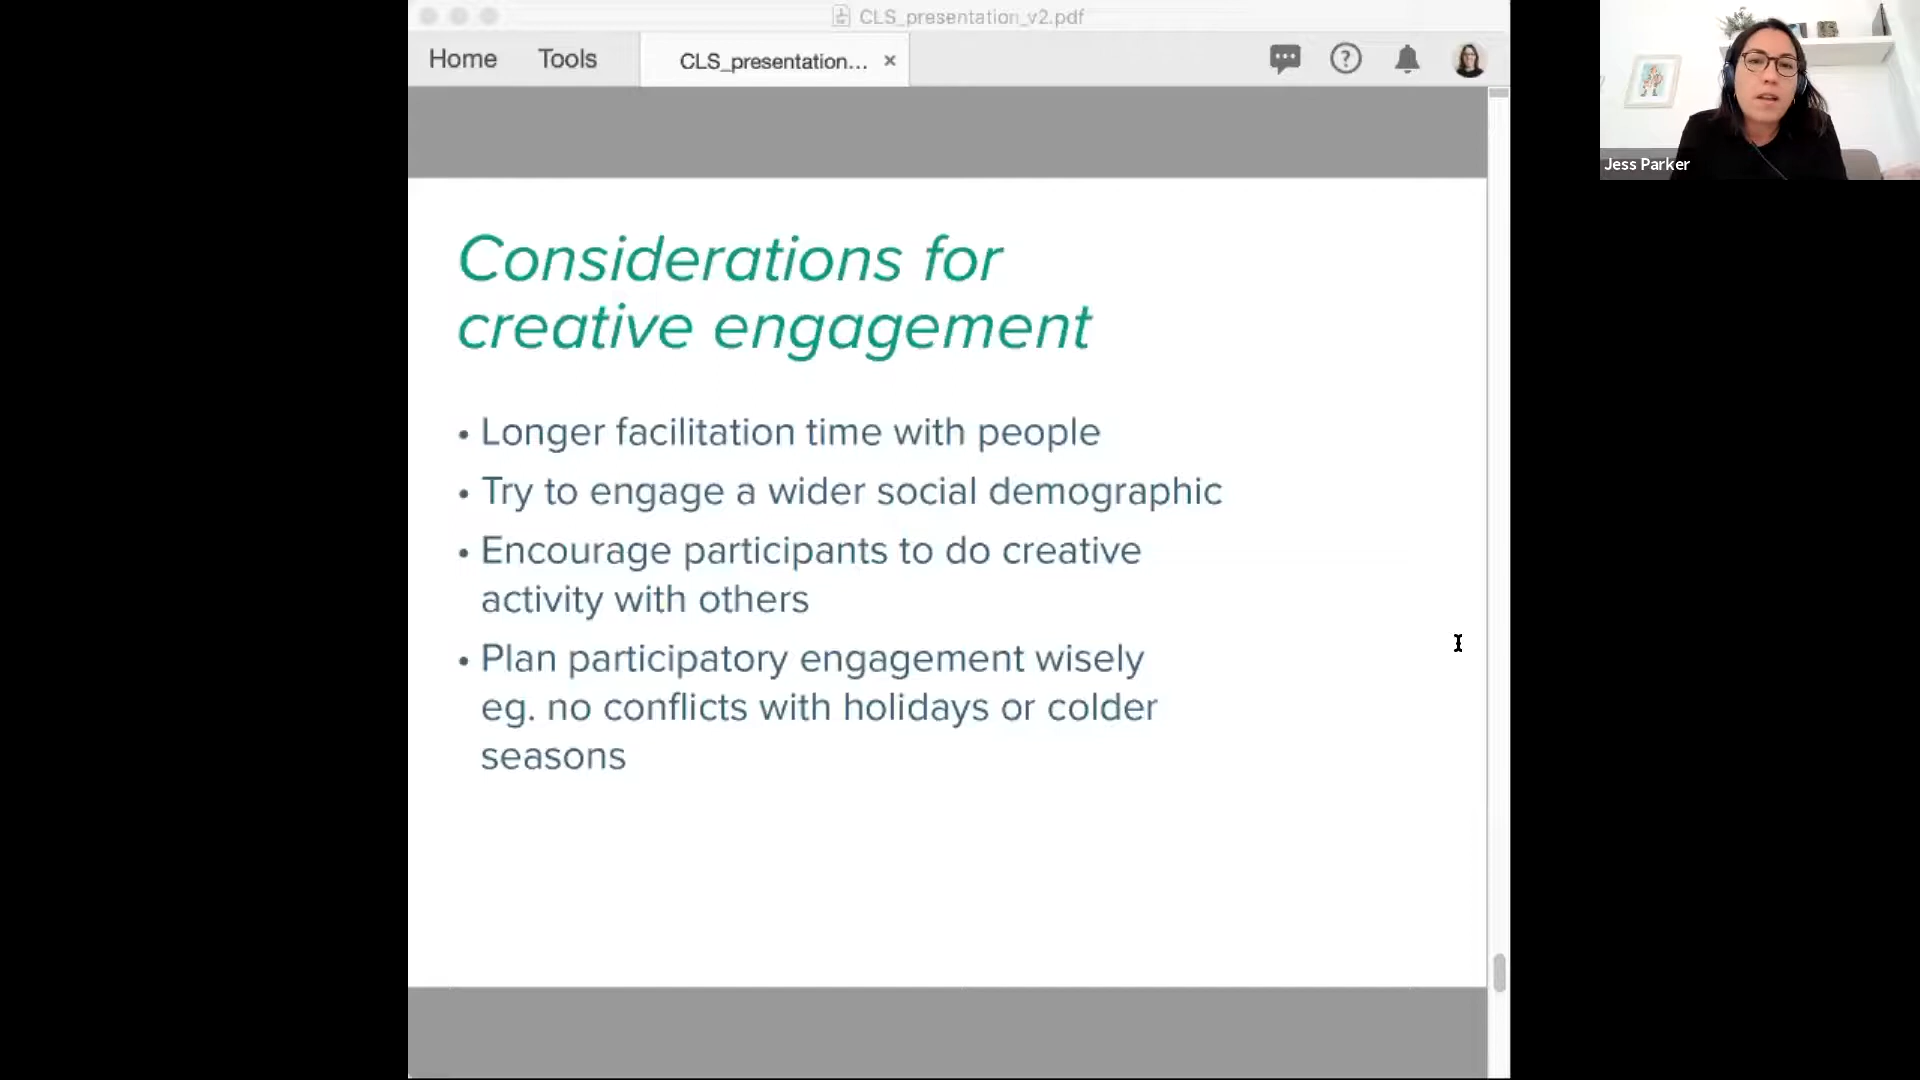 CLS_presentation_v2.pdf
Home Tools CLS_presentation... ×
Jess Parker
Considerations for
creative engagement
• Longer facilitation time with people
• Try to engage a wider social demographic
• Encourage participants to do creative
activity with others
• Plan participatory engagement wisely
eg. no conflicts with holidays or colder
seasons